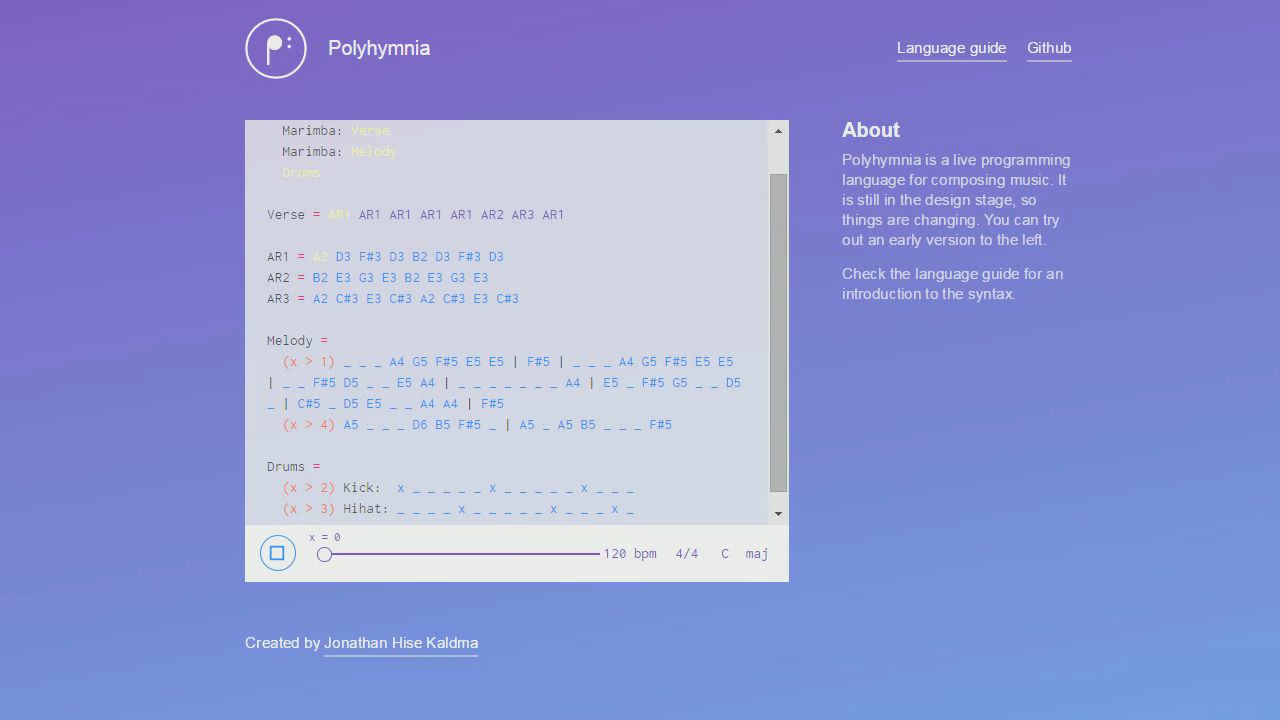 Polyhymnia
Language guide Github
Marimba: Verse
Marimba: Melody
Drums
Verse = AR1 AR1 AR1 AR1 AR1 AR2 AR3 AR1
AR1 = A2 D3 F#3 D3 B2 D3 F#3 D3
AR2 = B2 E3 G3 E3 B2 E3 G3 E3
AR3 = A2 C#3 E3 C#3 A2 C#3 E3 C#3
Melody =
(x > 1) _ _ _ A4 G5 F#5 E5 E5 | F#5 | _ _ _ A4 G5 F#5 E5 E5
| _ _ F#5 D5 _ _ E5 A4 | _ _ _ _ _ _ _ A4 | E5 _ F#5 G5 _ _ D5
_ | C#5 _ D5 E5 _ _ A4 A4 | F#5
(x > 4) A5 _ _ _ D6 B5 F#5 _ | A5 _ A5 B5 _ _ _ F#5
Drums =
(x > 2) Kick: x _ _ _ _ _ x _ _ _ _ _ x _ _ _
(x > 3) Hihat: _ _ _ _ x _ _ _ _ _ x _ _ _ x _
x = 0
120 bpm 4/4 C maj
About
Polyhymnia is a live programming
language for composing music. It
is still in the design stage, so
things are changing. You can try
out an early version to the left.
Check the language guide for an
introduction to the syntax.
Created by Jonathan Hise Kaldma